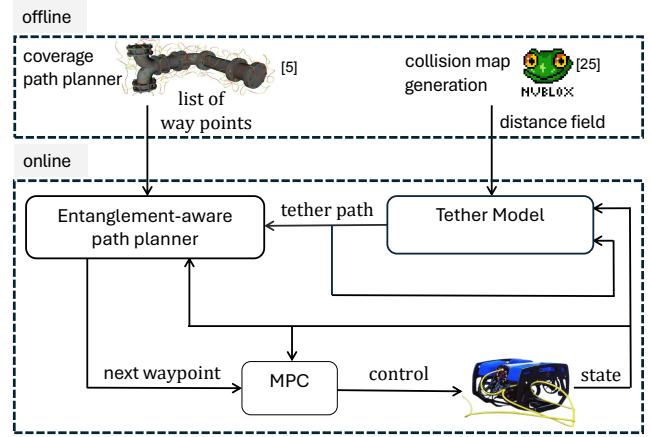 offline
coverage
path planner
[5]
list of
way points
collision map
generation
[25]
NVBLOX
distance field
online
Entanglement-aware
path planner
tether path
Tether Model
next waypoint
MPC
control
state